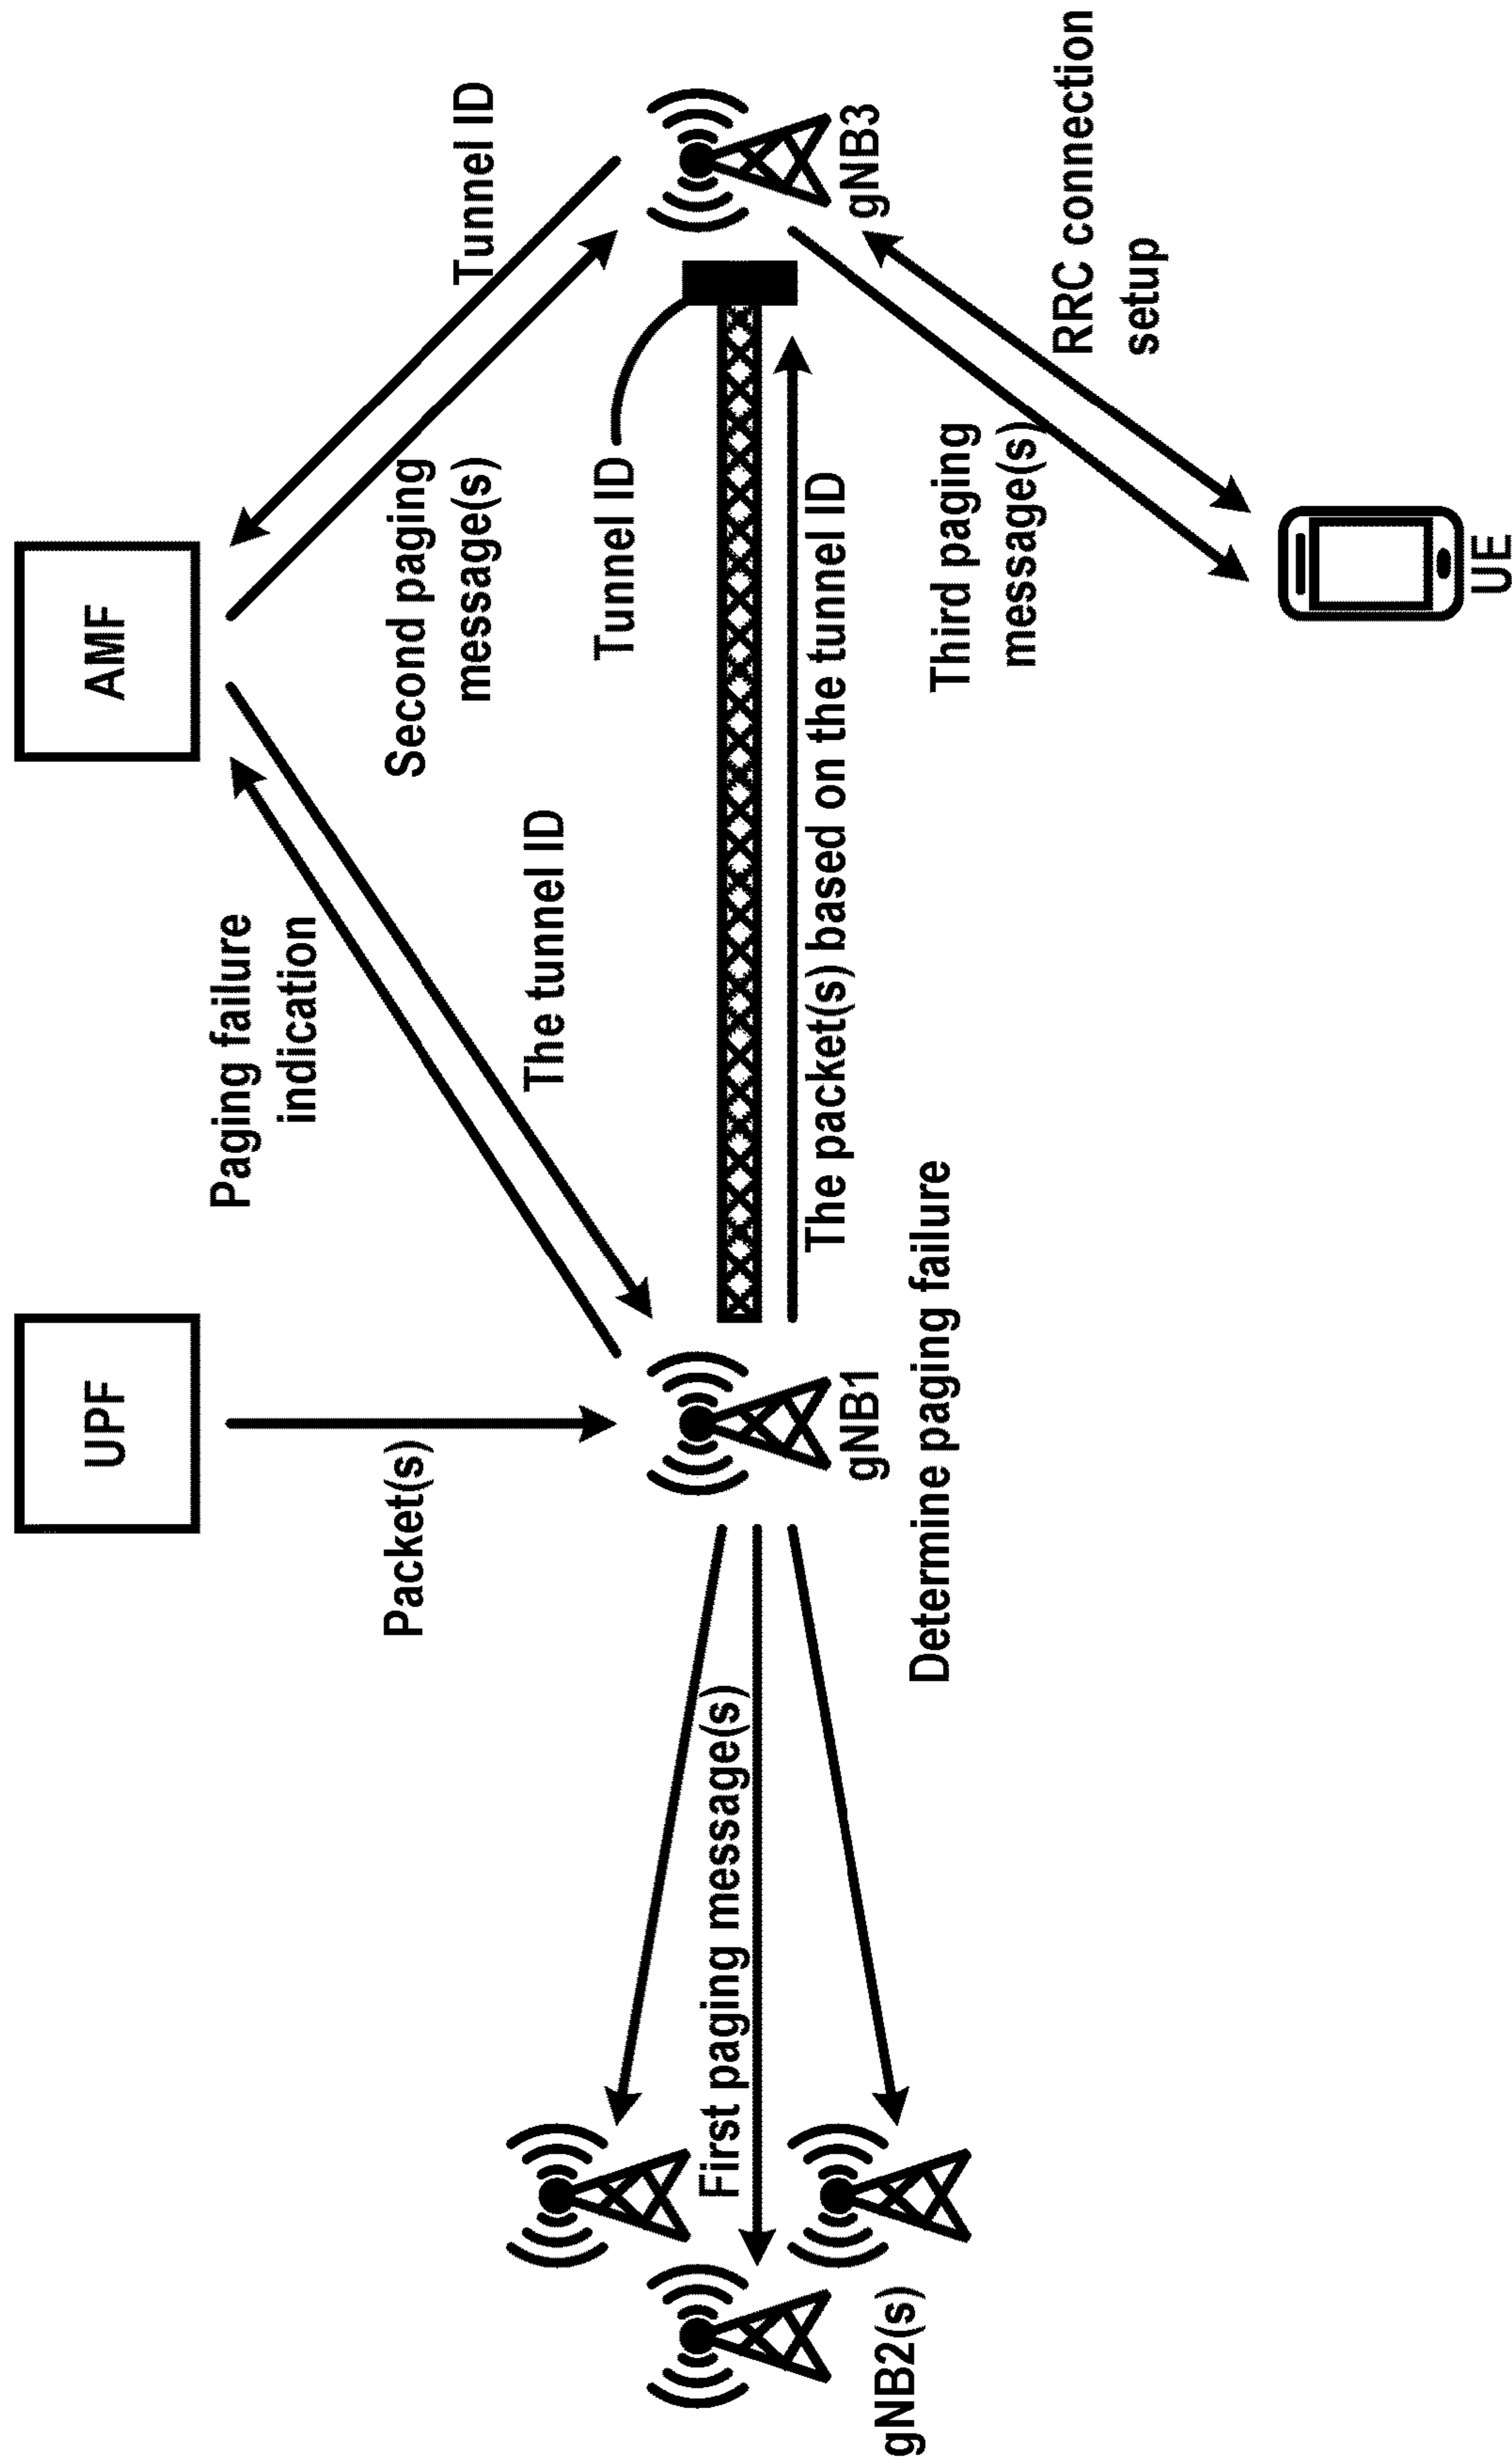 UPF
AMF
Packet(s)
Paging failure
indication
The tunnel ID
Second paging
message(s)
Tunnel ID
Tunnel ID
First paging message(s)
gNB2(s)
gNB1
gNB3
Determine paging failure
The packet(s) based on the tunnel ID
Third paging
message(s)
RRC connection
setup
UE